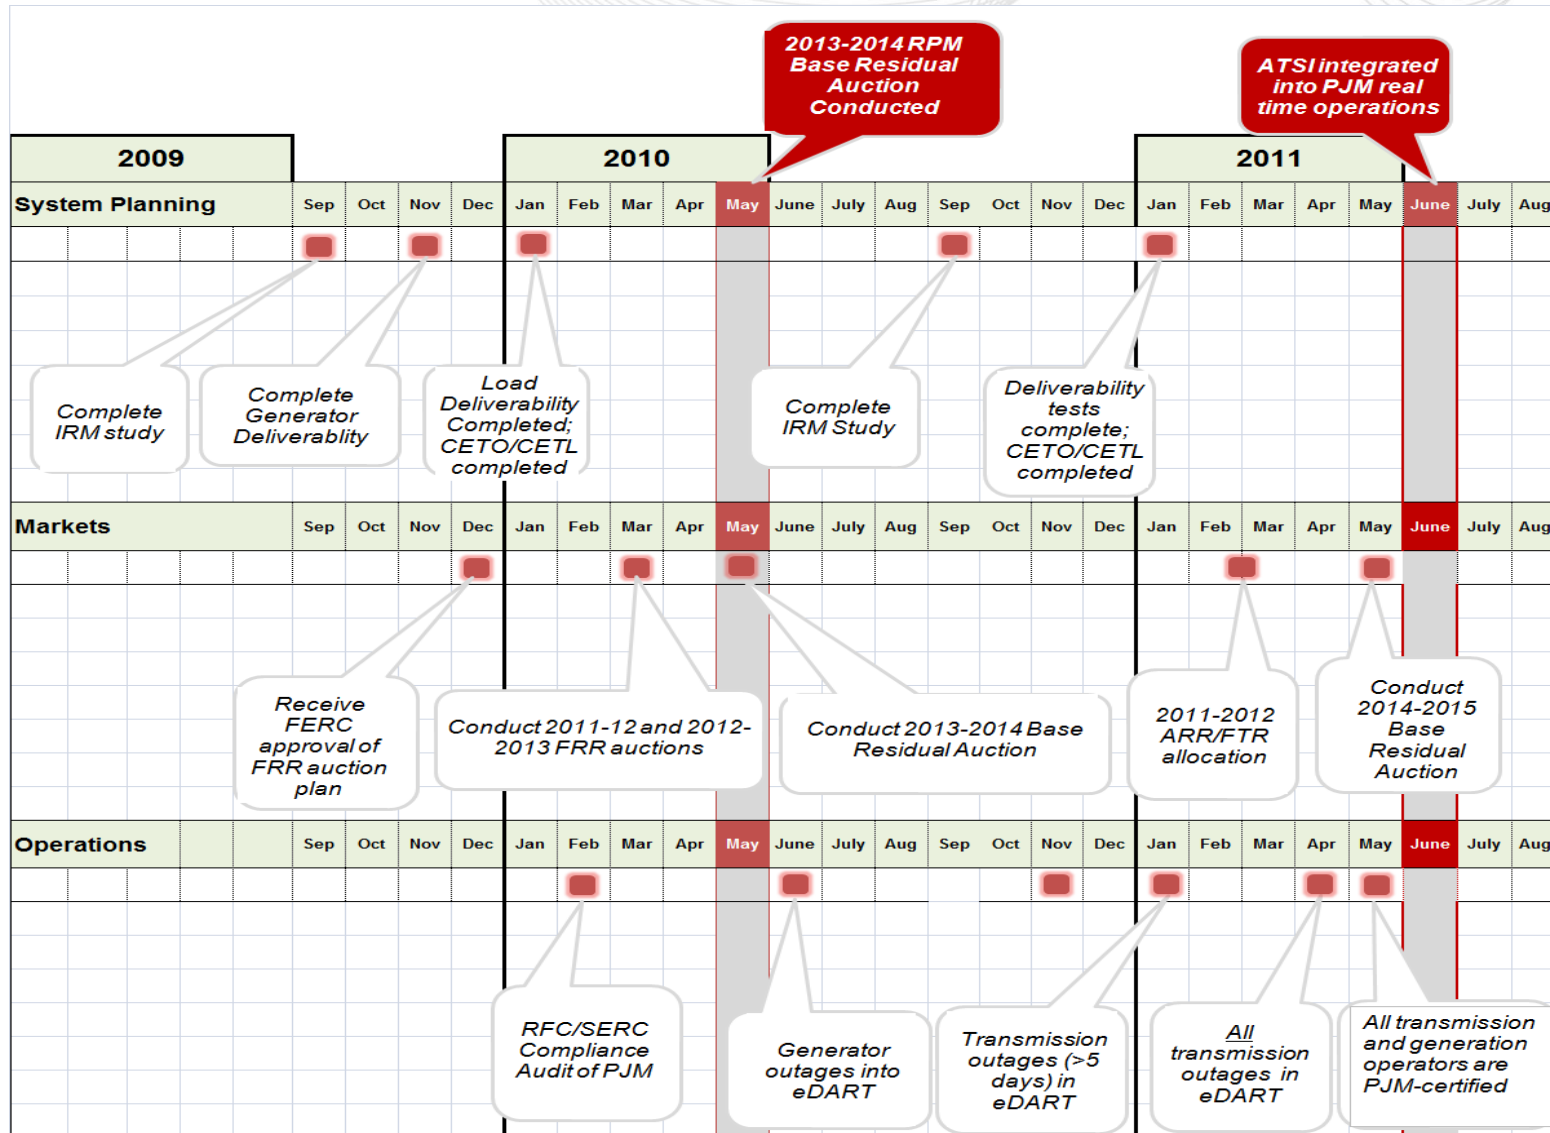 2013-2014 RPM
Base Residual
Auction
Conducted
ATSI integrated
into PJM real
time operations
2009
2010
2011
System Planning Sep Oct Nov Dec Jan Feb Mar Apr May June July Aug Sep Oct Nov Dec Jan Feb Mar Apr May June July Aug
Complete
IRM study
Complete
Generator
Deliverablity
Load
Deliverability
Completed;
CETO/CETL
completed
Complete
IRM Study
Deliverability
tests
complete;
CETO/CETL
completed
Markets Sep Oct Nov Dec Jan Feb Mar Apr May June July Aug Sep Oct Nov Dec Jan Feb Mar Apr May June July Aug
Receive
FERC
approval of
FRR auction
plan
Conduct 2011-12 and 2012-
2013 FRR auctions
Conduct 2013-2014 Base
Residual Auction
2011-2012
ARR/FTR
allocation
Conduct
2014-2015
Base
Residual
Auction
Operations Sep Oct Nov Dec Jan Feb Mar Apr May June July Aug Sep Oct Nov Dec Jan Feb Mar Apr May June July Aug
RFC/SERC
Compliance
Audit of PJM
Generator
outages into
eDART
Transmission
outages (>5
days) in
eDART
All
transmission
outages in
eDART
All transmission
and generation
operators are
PJM-certified